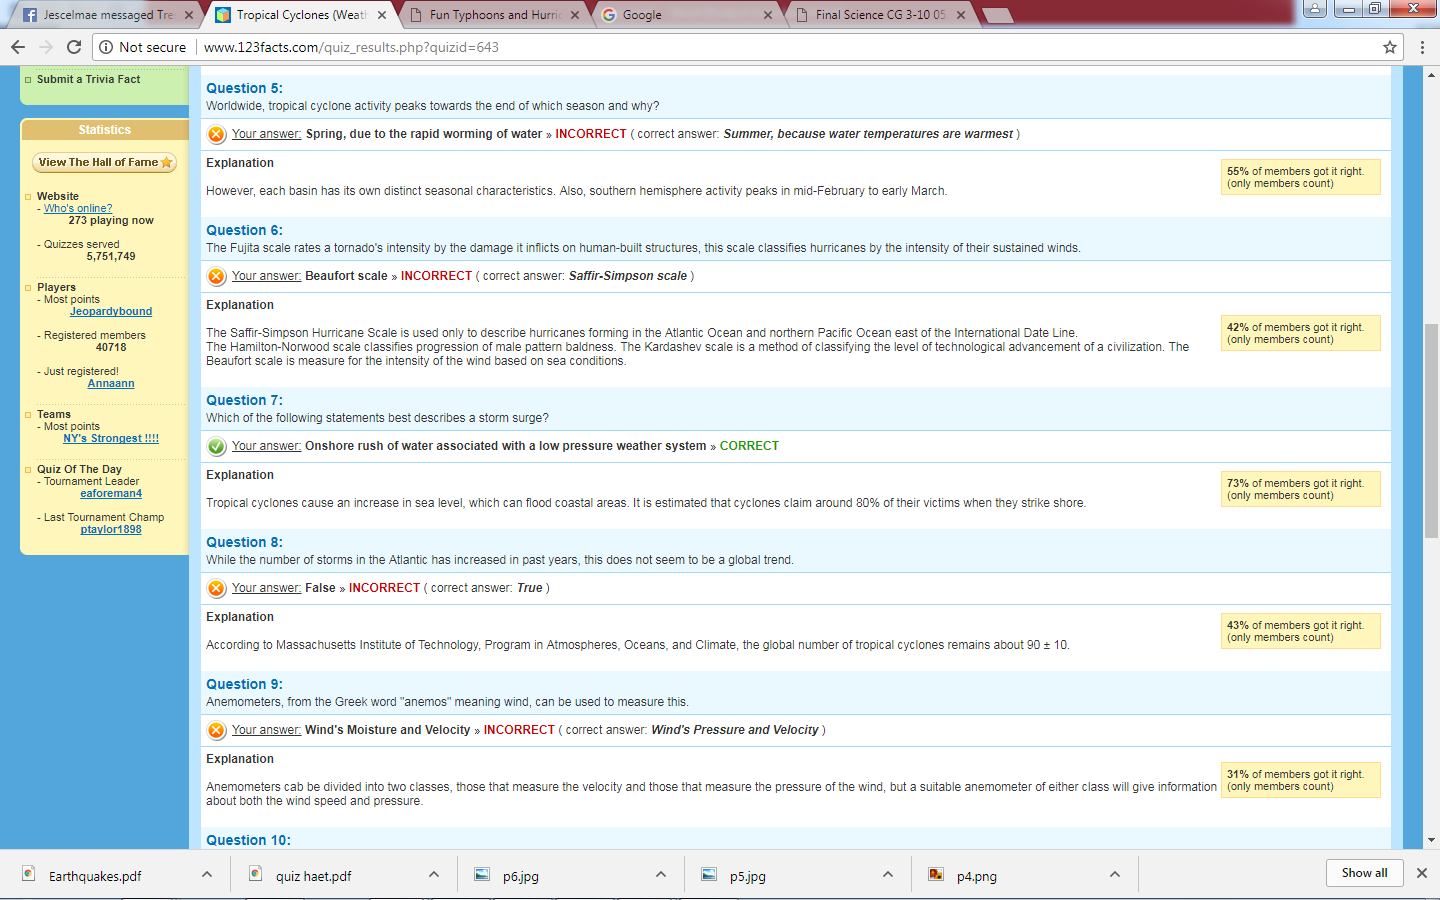 Jescelmae messaged Tre
Tropical Cyclones (Weath
Fun Typhoons and Hurric
Google
Final Science CG 3-10 05
Not secure
www.123facts.com/quiz_results.php?quizid=643
Submit a Trivia Fact
Statistics
View The Hall of Fame
Website
- Who's online?
273 playing now
- Quizzes served
5,751,749
Players
- Most points
Jeopardybound
- Registered members
40718
- Just registered!
Annaann
Teams
- Most points
NY's Strongest !!!!
Quiz Of The Day
- Tournament Leader
eaforeman4
- Last Tournament Champ
ptaylor1898
Question 5:
Worldwide, tropical cyclone activity peaks towards the end of which season and why?
Your answer: Spring, due to the rapid worming of water » INCORRECT ( correct answer: Summer, because water temperatures are warmest )
Explanation
However, each basin has its own distinct seasonal characteristics. Also, southern hemisphere activity peaks in mid-February to early March.
55% of members got it right.
(only members count)
Question 6:
The Fujita scale rates a tornado's intensity by the damage it inflicts on human-built structures, this scale classifies hurricanes by the intensity of their sustained winds.
Your answer: Beaufort scale » INCORRECT ( correct answer: Saffir-Simpson scale )
Explanation
The Saffir-Simpson Hurricane Scale is used only to describe hurricanes forming in the Atlantic Ocean and northern Pacific Ocean east of the International Date Line.
The Hamilton-Norwood scale classifies progression of male pattern baldness. The Kardashev scale is a method of classifying the level of technological advancement of a civilization. The
Beaufort scale is measure for the intensity of the wind based on sea conditions.
42% of members got it right.
(only members count)
Question 7:
Which of the following statements best describes a storm surge?
Your answer: Onshore rush of water associated with a low pressure weather system » CORRECT
Explanation
Tropical cyclones cause an increase in sea level, which can flood coastal areas. It is estimated that cyclones claim around 80% of their victims when they strike shore.
73% of members got it right.
(only members count)
Question 8:
While the number of storms in the Atlantic has increased in past years, this does not seem to be a global trend.
Your answer: False » INCORRECT ( correct answer: True )
Explanation
According to Massachusetts Institute of Technology, Program in Atmospheres, Oceans, and Climate, the global number of tropical cyclones remains about 90 ± 10.
43% of members got it right.
(only members count)
Question 9:
Anemometers, from the Greek word "anemos" meaning wind, can be used to measure this.
Your answer: Wind's Moisture and Velocity » INCORRECT ( correct answer: Wind's Pressure and Velocity )
Explanation
Anemometers cab be divided into two classes, those that measure the velocity and those that measure the pressure of the wind, but a suitable anemometer of either class will give information
about both the wind speed and pressure.
31% of members got it right.
(only members count)
Question 10:
Earthquakes.pdf
quiz haet.pdf
p6.jpg
p5.jpg
p4.png
Show all